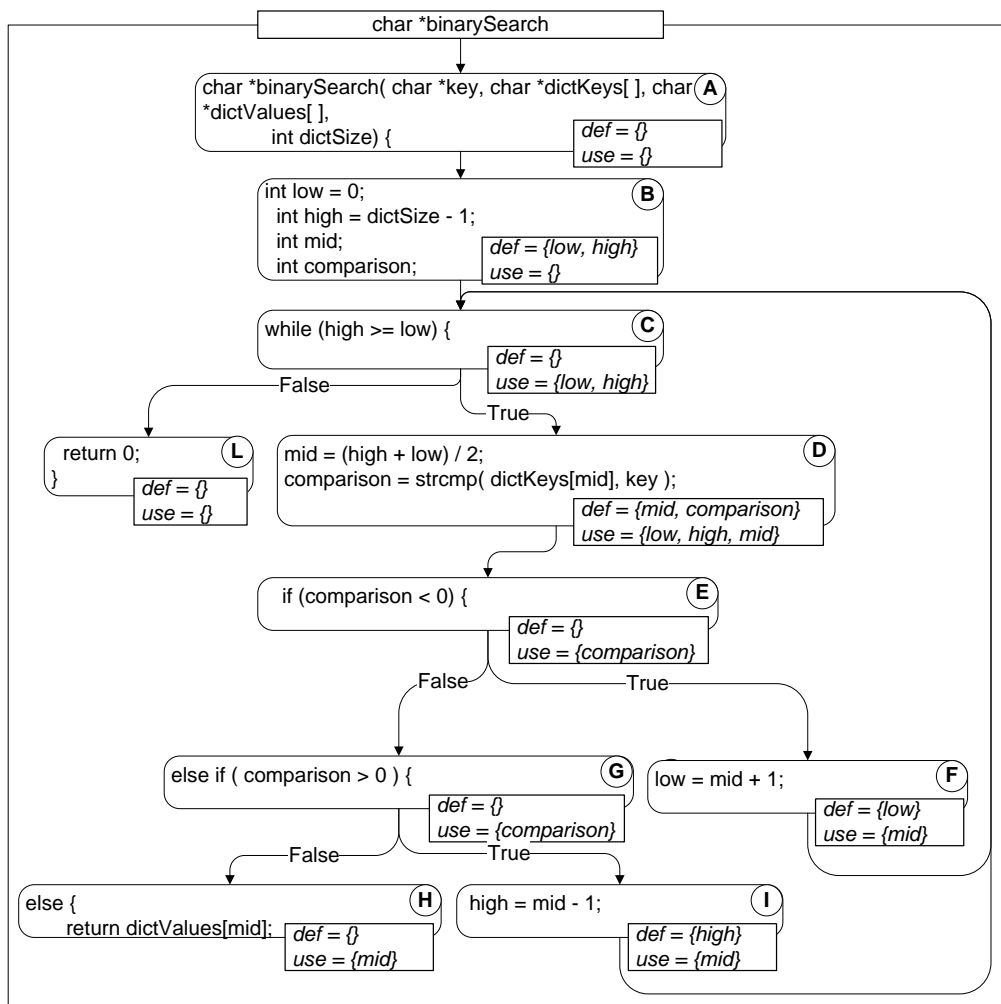 char *binarySearch
char *binarySearch( char *key, char *dictKeys[ ], char
*dictValues[ ],
int dictSize) {
A
def = {}
use = {}
int low = 0;
int high = dictSize - 1;
int mid;
int comparison;
B
def = {low, high}
use = {}
while (high >= low) {
C
def = {}
use = {low, high}
False
True
return 0;
}
L
def = {}
use = {}
mid = (high + low) / 2;
comparison = strcmp( dictKeys[mid], key );
D
def = {mid, comparison}
use = {low, high, mid}
if (comparison < 0) {
E
def = {}
use = {comparison}
False
True
else if ( comparison > 0 ) {
G
def = {}
use = {comparison}
low = mid + 1;
F
def = {low}
use = {mid}
False
True
else {
return dictValues[mid];
H
def = {}
use = {mid}
high = mid - 1;
I
def = {high}
use = {mid}